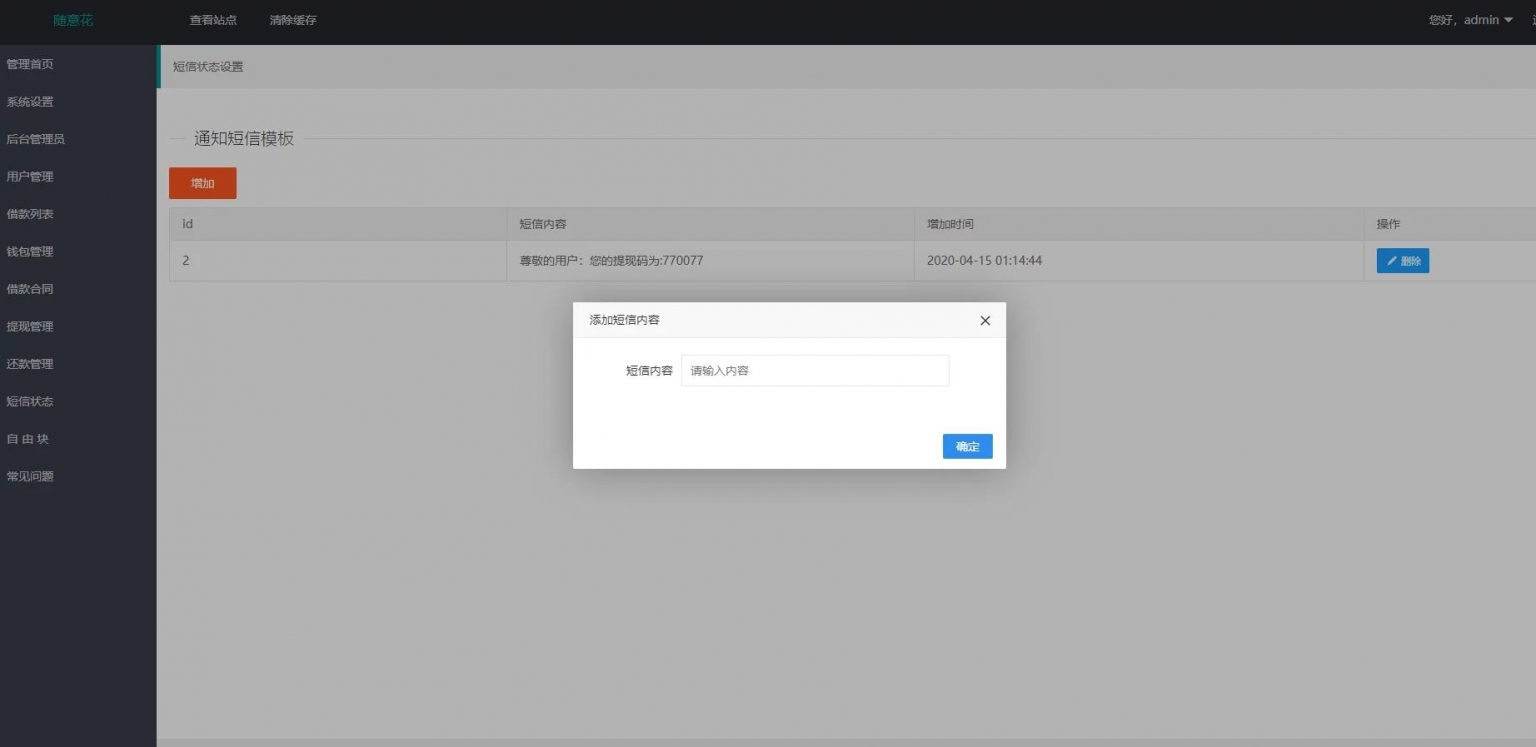 随意花 查看站点 清除缓存 您好，admin
管理首页
系统设置
后台管理员
用户管理
借款列表
钱包管理
借款合同
提现管理
还款管理
短信状态
自 由 块
常见问题
短信状态设置
通知短信模板
增加
id 短信内容 增加时间 操作
2 尊敬的用户：您的提现码为:770077 2020-04-15 01:14:44 删除
添加短信内容
短信内容 请输入内容
确定